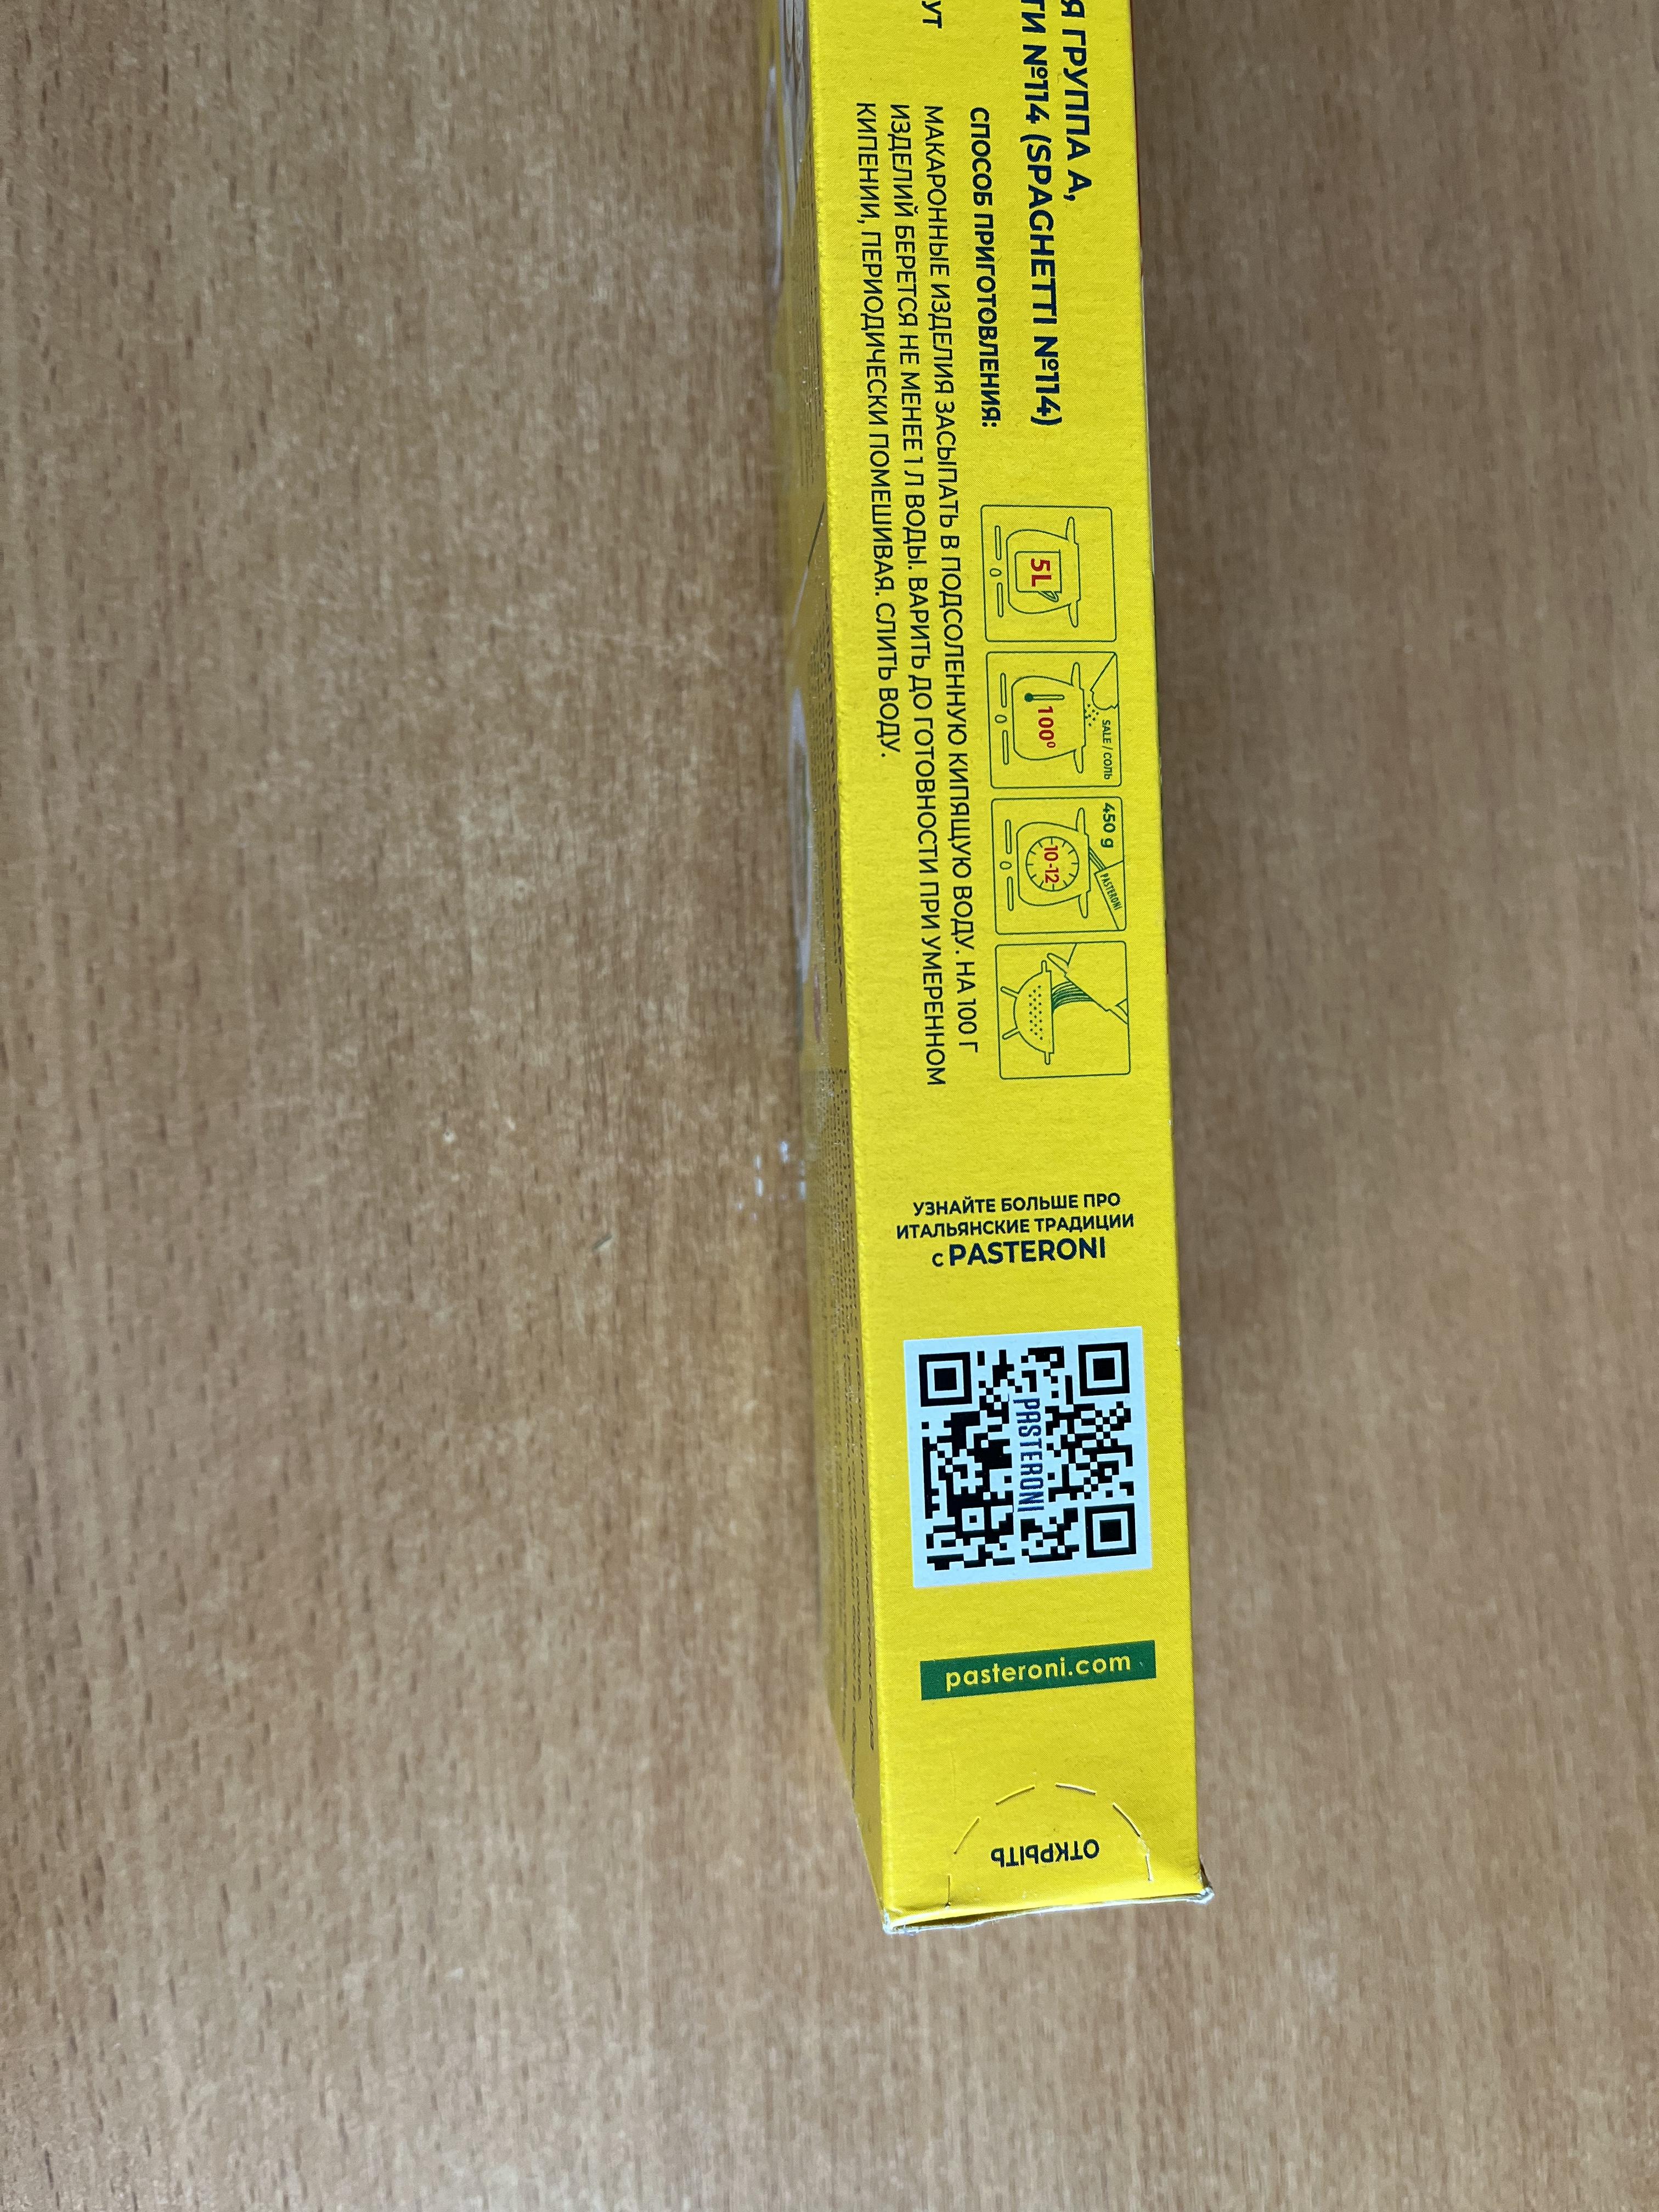 Я ГРУППА А,
ТИ №114 (SPAGHETTI №114)
УТ
СПОСОБ ПРИГОТОВЛЕНИЯ:
МАКАРОННЫЕ ИЗДЕЛИЯ ЗАСЫПАТЬ В ПОДСОЛЕННУЮ КИПЯЩУЮ ВОДУ. НА 100 Г
ИЗДЕЛИЙ БЕРЕТСЯ НЕ МЕНЕЕ 1 Л ВОДЫ. ВАРИТЬ ДО ГОТОВНОСТИ ПРИ УМЕРЕННОМ
КИПЕНИИ, ПЕРИОДИЧЕСКИ ПОМЕШИВАЯ. СЛИТЬ ВОДУ.
5L
SALE / СОЛЬ
100⁰
450 g
PASTERONI
10-12
УЗНАЙТЕ БОЛЬШЕ ПРО
ИТАЛЬЯНСКИЕ ТРАДИЦИИ
С PASTERONI
PASTERONI
pasteroni.com
ОТКРЫТЬ